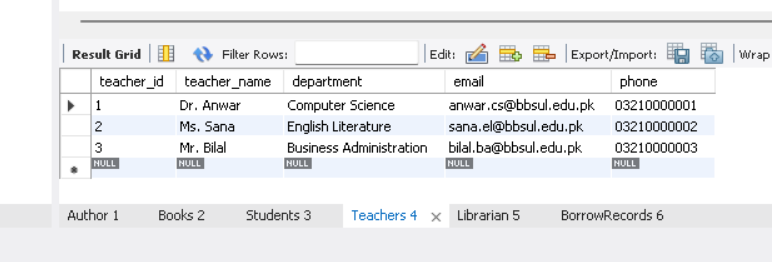 Result Grid Filter Rows: Edit: Export/Import: Wrap
teacher_id teacher_name department email phone
1 Dr. Anwar Computer Science anwar.cs@bbsul.edu.pk 03210000001
2 Ms. Sana English Literature sana.el@bbsul.edu.pk 03210000002
3 Mr. Bilal Business Administration bilal.ba@bbsul.edu.pk 03210000003
NULL NULL NULL NULL NULL
Author 1 Books 2 Students 3 Teachers 4 Librarian 5 BorrowRecords 6